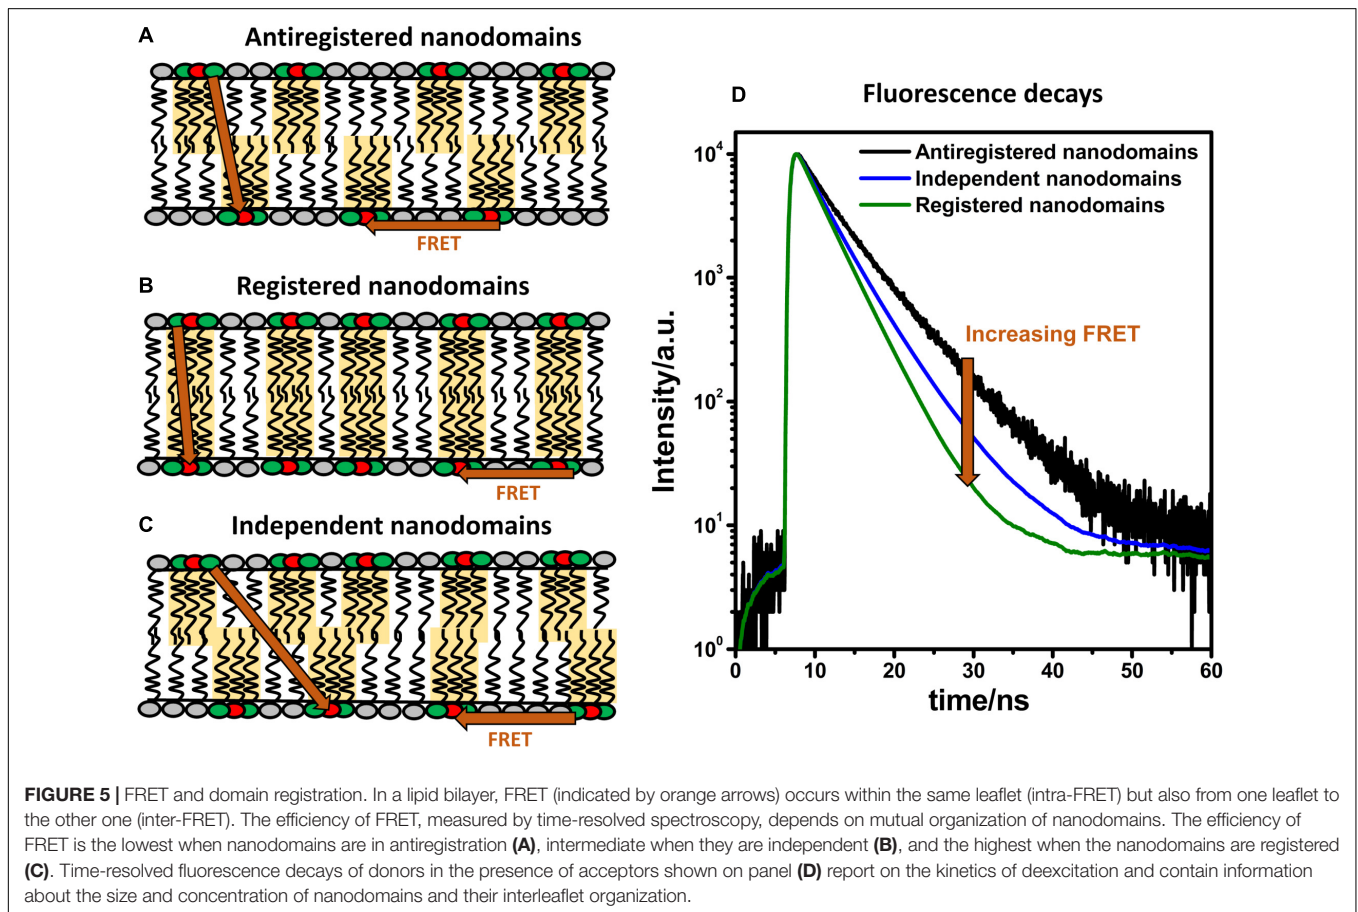 A
Antiregistered nanodomains
FRET
B
Registered nanodomains
FRET
C
Independent nanodomains
FRET
D
Fluorescence decays
Antiregistered nanodomains
Independent nanodomains
Registered nanodomains
Increasing FRET
Intensity/a.u.
10⁴
10³
10²
10¹
10⁰
0 10 20 30 40 50 60
time/ns
FIGURE 5 | FRET and domain registration. In a lipid bilayer, FRET (indicated by orange arrows) occurs within the same leaflet (intra-FRET) but also from one leaflet to
the other one (inter-FRET). The efficiency of FRET, measured by time-resolved spectroscopy, depends on mutual organization of nanodomains. The efficiency of
FRET is the lowest when nanodomains are in antiregistration (A), intermediate when they are independent (B), and the highest when the nanodomains are registered
(C). Time-resolved fluorescence decays of donors in the presence of acceptors shown on panel (D) report on the kinetics of deexcitation and contain information
about the size and concentration of nanodomains and their interleaflet organization.